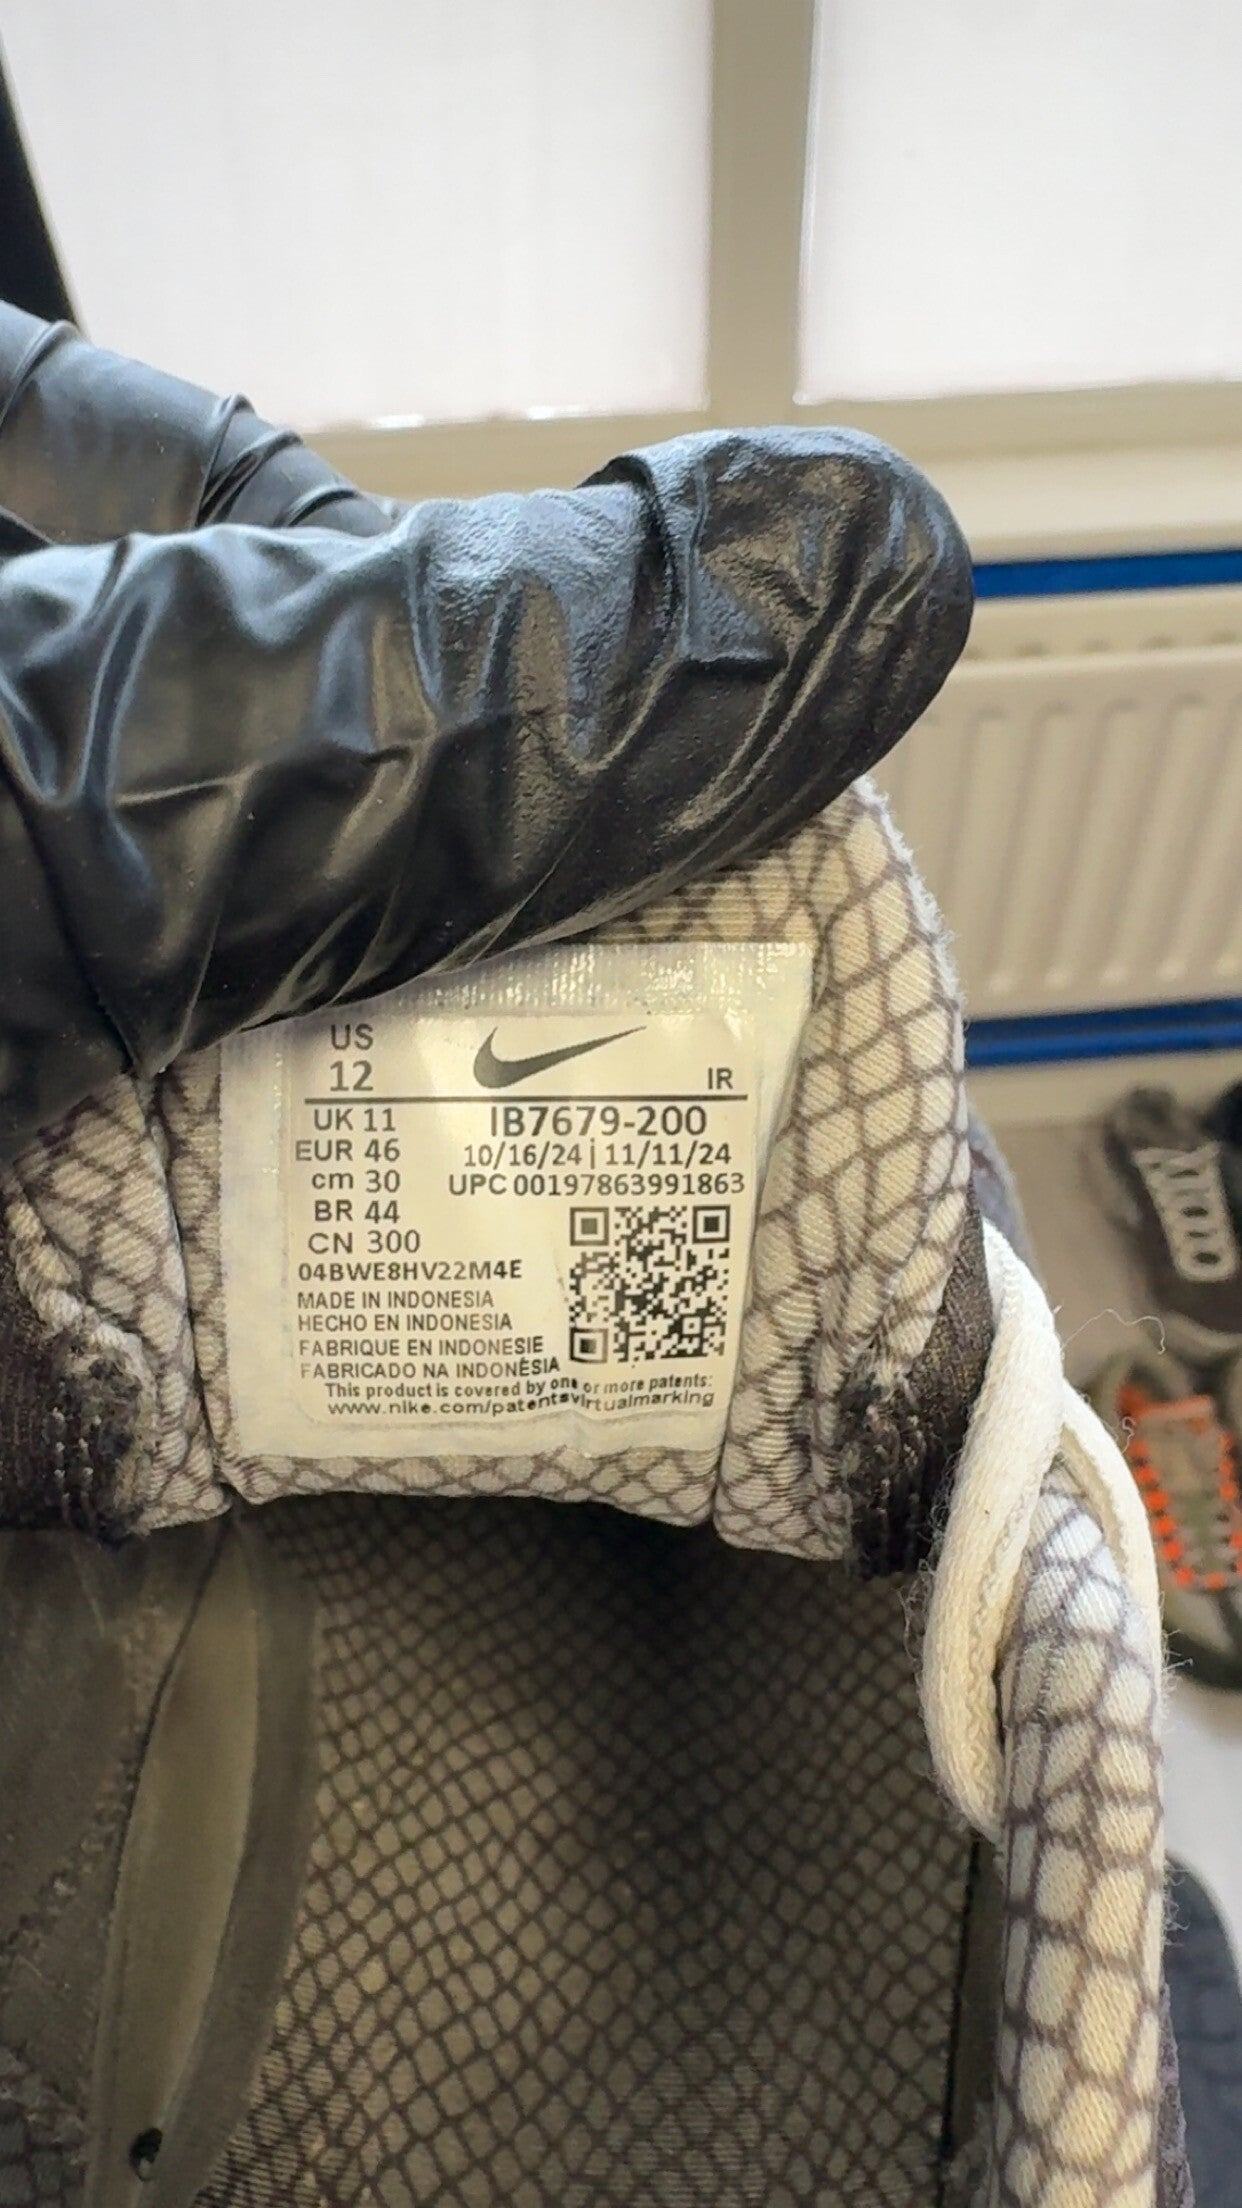 US
12
IR
UK 11
IB7679-200
EUR 46
10/16/24 | 11/11/24
cm 30
UPC 00197863991863
BR 44
CN 300
04BWE8HV22M4E
MADE IN INDONESIA
HECHO EN INDONESIA
FABRIQUE EN INDONESIE
FABRICADO NA INDONÉSIA
This product is covered by one or more patents:
www.nike.com/patentsvirtualmarking